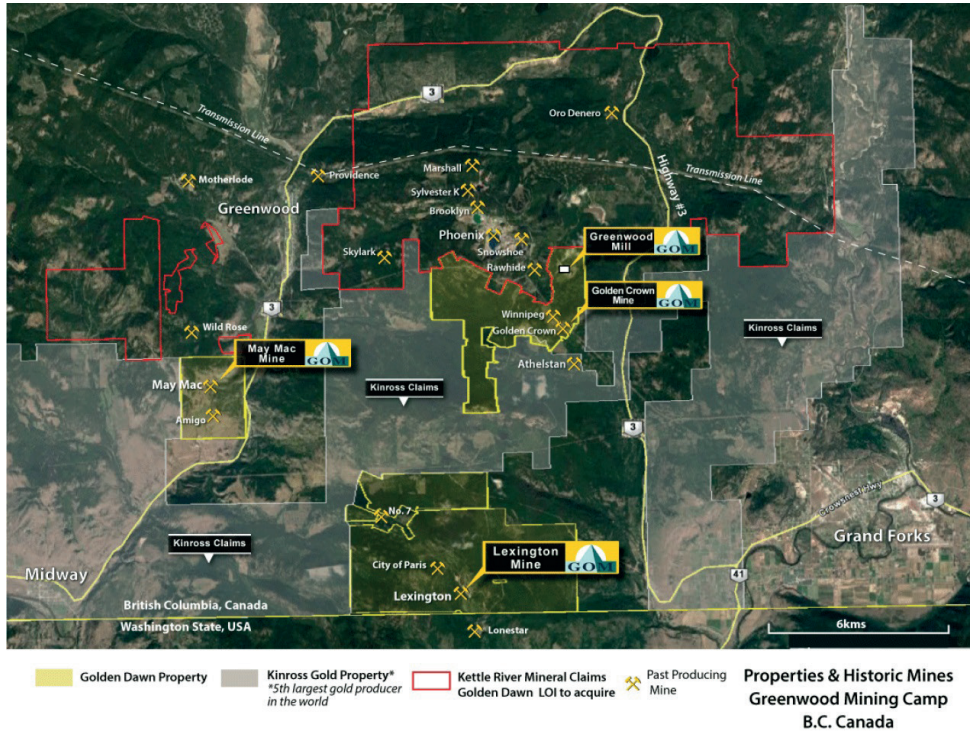 3
Oro Denero
Transmission Line
Marshall
Providence
Motherlode
Sylvester K
Highway #3
Transmission Line
Greenwood
Brooklyn
Phoenix
Greenwood
Mill
GOM
Snowshoe
Skylark
Rawhide
Golden Crown
Mine
GOM
3
Winnipeg
Wild Rose
Golden Crown
Kinross Claims
May Mac
Mine
GOM
Athelstan
May Mac
Kinross Claims
Amigo
3
Crowsnest Hwy
3
No. 7
Grand Forks
Kinross Claims
Lexington
Mine
GOM
City of Paris
Midway
41
Lexington
British Columbia, Canada
Washington State, USA
Lonestar
6kms
Golden Dawn Property
Kinross Gold Property*
*5th largest gold producer
in the world
Kettle River Mineral Claims
Golden Dawn LOI to acquire
Past Producing
Mine
Properties & Historic Mines
Greenwood Mining Camp
B.C. Canada